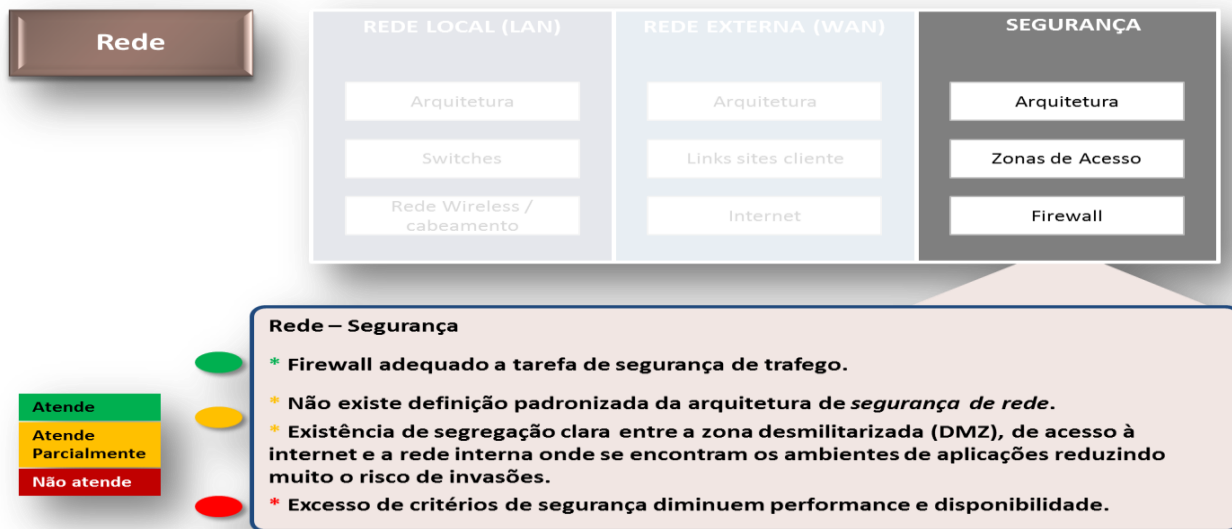 Rede
REDE LOCAL (LAN)
Arquitetura
Switches
Rede Wireless /
cabeamento
REDE EXTERNA (WAN)
Arquitetura
Links sites cliente
Internet
SEGURANÇA
Arquitetura
Zonas de Acesso
Firewall
Rede – Segurança
* Firewall adequado a tarefa de segurança de trafego.
* Não existe definição padronizada da arquitetura de segurança de rede.
* Existência de segregação clara entre a zona desmilitarizada (DMZ), de acesso à
internet e a rede interna onde se encontram os ambientes de aplicações reduzindo
muito o risco de invasões.
* Excesso de critérios de segurança diminuem performance e disponibilidade.
Atende
Atende
Parcialmente
Não atende